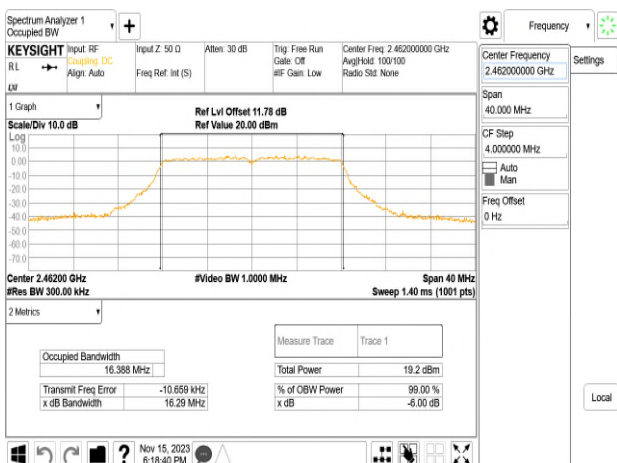 Spectrum Analyzer 1
Occupied BW
Frequency
KEYSIGHT
Input: RF
Input Z: 50 Ω
Atten: 30 dB
Trig: Free Run
Center Freq: 2.462000000 GHz
Coupling: DC
Gate: Off
Avg|Hold: 100/100
RL
Align: Auto
Freq Ref: Int (S)
#IF Gain: Low
Radio Std: None
Center Frequency
2.462000000 GHz
Settings
Span
40.000 MHz
CF Step
4.000000 MHz
Auto
Man
Freq Offset
0 Hz
Local
1 Graph
Ref Lvl Offset 11.78 dB
Scale/Div 10.0 dB
Ref Value 20.00 dBm
Log
10.0
0.00
-10.0
-20.0
-30.0
-40.0
-50.0
-60.0
-70.0
Center 2.46200 GHz
#Video BW 1.0000 MHz
Span 40 MHz
#Res BW 300.00 kHz
Sweep 1.40 ms (1001 pts)
2 Metrics
Measure Trace
Trace 1
Occupied Bandwidth
16.388 MHz
Total Power
19.2 dBm
Transmit Freq Error
-10.659 kHz
% of OBW Power
99.00 %
x dB Bandwidth
16.29 MHz
x dB
-6.00 dB
?
Nov 15, 2023
6:18:40 PM